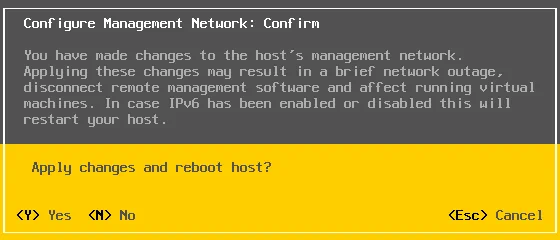 Configure Management Network: Confirm
You have made changes to the host's management network.
Applying these changes may result in a brief network outage,
disconnect remote management software and affect running virtual
machines. In case IPv6 has been enabled or disabled this will
restart your host.
Apply changes and reboot host?
<Y> Yes <N> No <Esc> Cancel